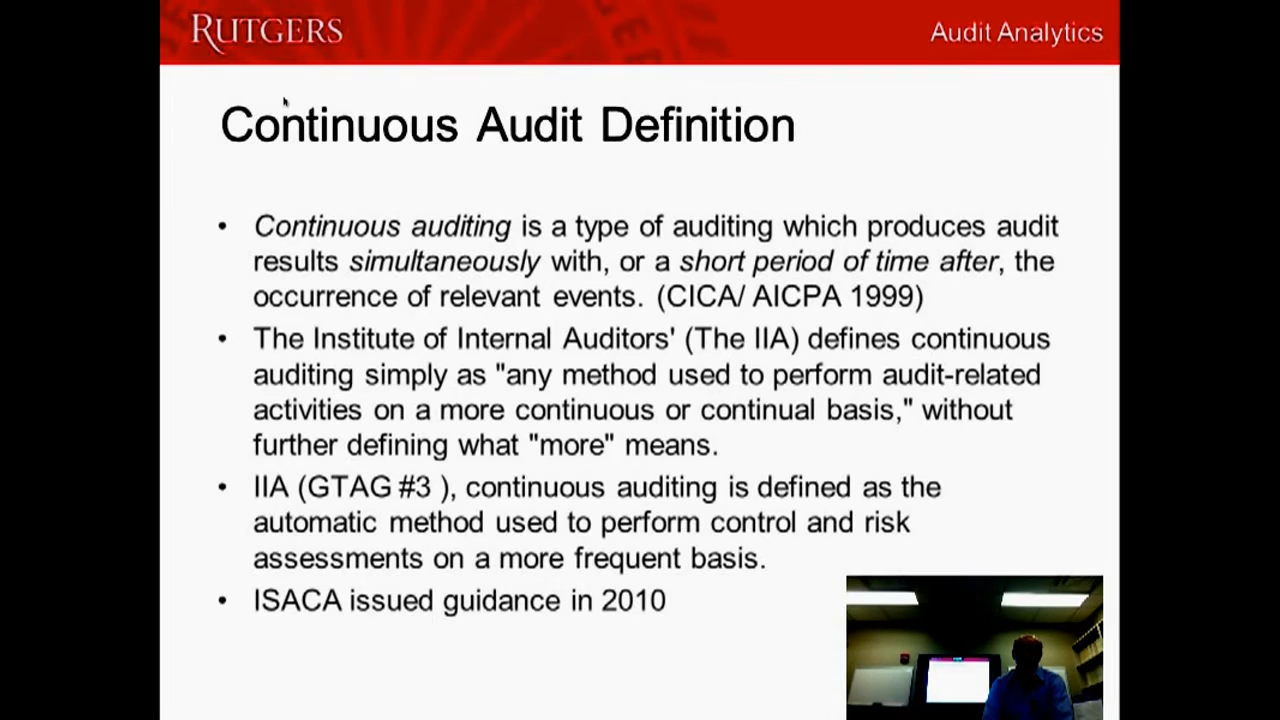 RUTGERS
Audit Analytics
Continuous Audit Definition
• Continuous auditing is a type of auditing which produces audit
results simultaneously with, or a short period of time after, the
occurrence of relevant events. (CICA/ AICPA 1999)
• The Institute of Internal Auditors' (The IIA) defines continuous
auditing simply as "any method used to perform audit-related
activities on a more continuous or continual basis," without
further defining what "more" means.
• IIA (GTAG #3 ), continuous auditing is defined as the
automatic method used to perform control and risk
assessments on a more frequent basis.
• ISACA issued guidance in 2010